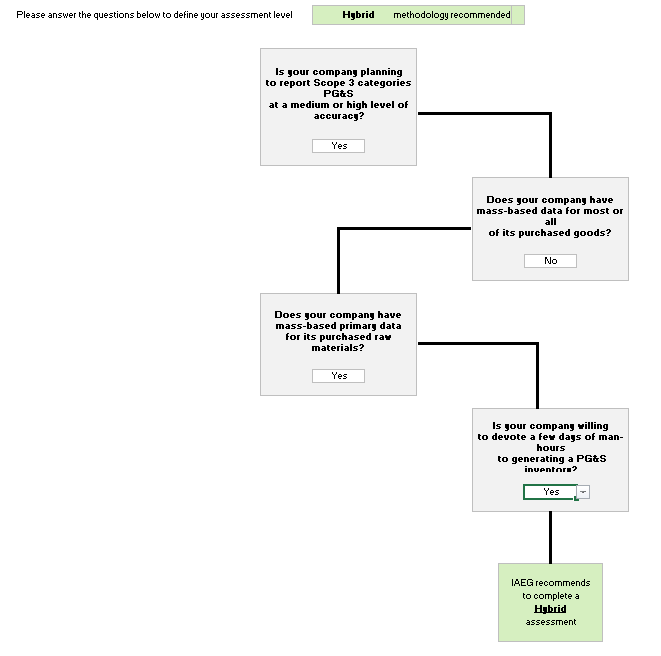 Please answer the questions below to define your assessment level
Hybrid methodology recommended
Is your company planning
to report Scope 3 categories
PG&S
at a medium or high level of
accuracy?
Yes
Does your company have
mass-based data for most or
all
of its purchased goods?
No
Does your company have
mass-based primary data
for its purchased raw
materials?
Yes
Is your company willing
to devote a few days of man-
hours
to generating a PG&S
inventory?
Yes
IAEG recommends
to complete a
Hybrid
assessment